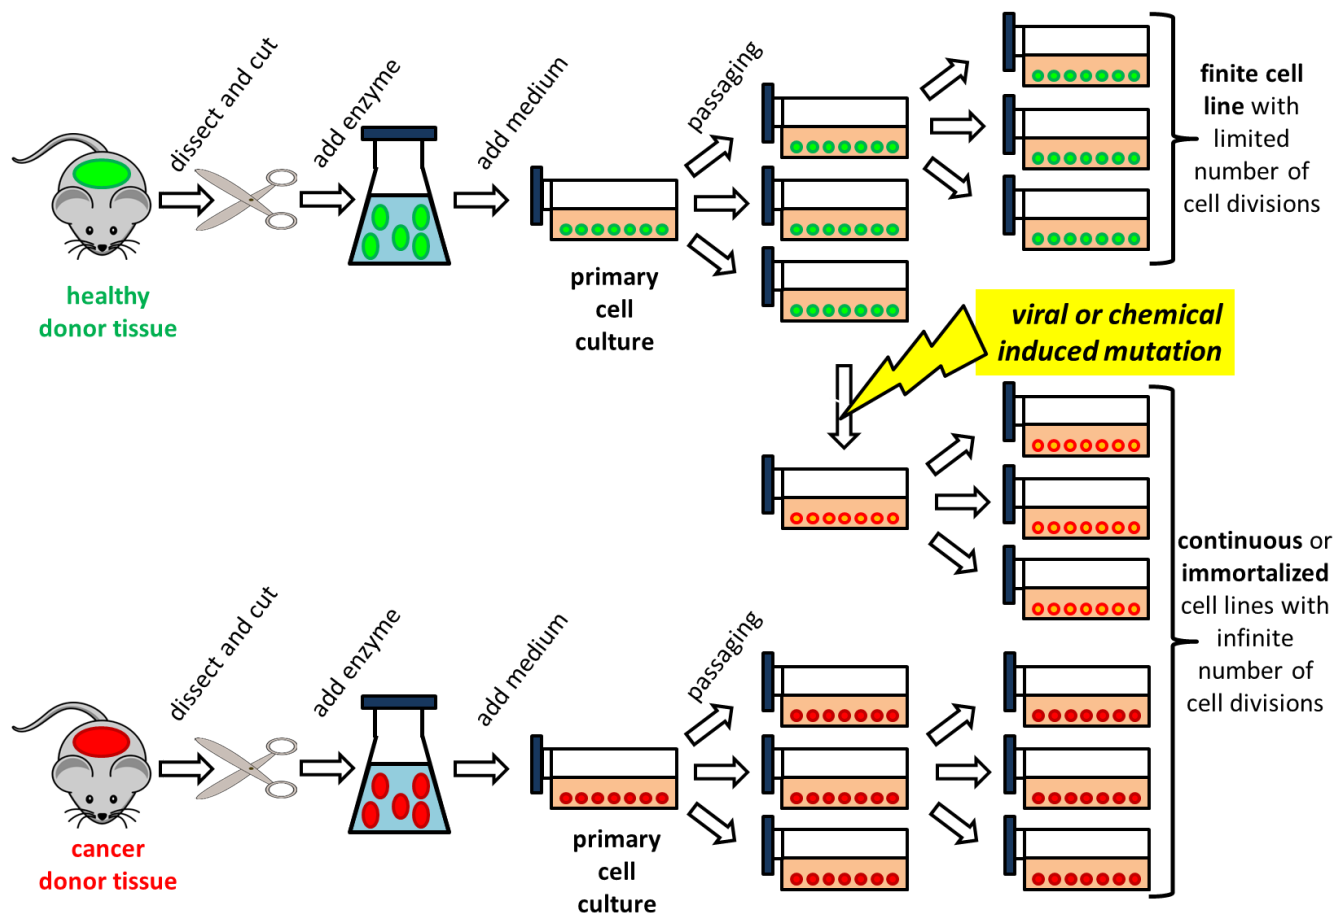 dissect and cut
add enzyme
add medium
passaging
healthy
donor tissue
primary
cell
culture
finite cell
line with
limited
number of
cell divisions
viral or chemical
induced mutation
continuous or
immortalized
cell lines with
infinite
number of
cell divisions
dissect and cut
add enzyme
add medium
passaging
cancer
donor tissue
primary
cell
culture